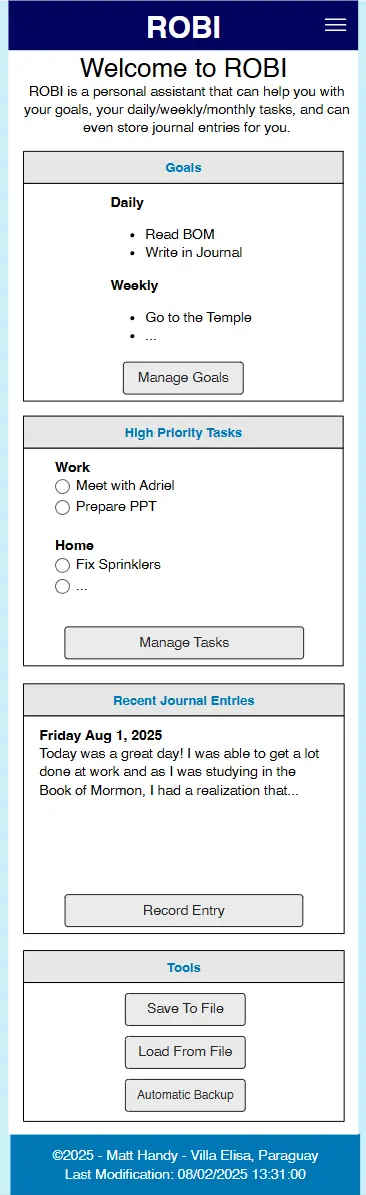 ROBI
Welcome to ROBI
ROBI is a personal assistant that can help you with
your goals, your daily/weekly/monthly tasks, and can
even store journal entries for you.
Goals
Daily
Read BOM
Write in Journal
Weekly
Go to the Temple
...
Manage Goals
High Priority Tasks
Work
Meet with Adriel
Prepare PPT
Home
Fix Sprinklers
...
Manage Tasks
Recent Journal Entries
Friday Aug 1, 2025
Today was a great day! I was able to get a lot
done at work and as I was studying in the
Book of Mormon, I had a realization that...
Record Entry
Tools
Save To File
Load From File
Automatic Backup
©2025 - Matt Handy - Villa Elisa, Paraguay
Last Modification: 08/02/2025 13:31:00